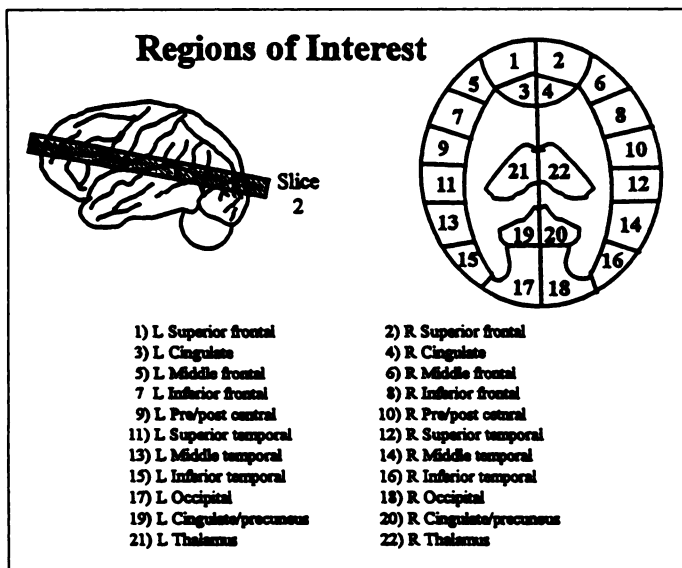 Regions of Interest
Slice
2
1 2
5 3 4 6
7 8
9 10
21 22
11 12
13 14
19 20
15 16
17 18
1) L Superior frontal 2) R Superior frontal
3) L Cingulate 4) R Cingulate
5) L Middle frontal 6) R Middle frontal
7 L Inferior frontal 8) R Inferior frontal
9) L Pre/post central 10) R Pre/post cetnral
11) L Superior temporal 12) R Superior temporal
13) L Middle temporal 14) R Middle temporal
15) L Inferior temporal 16) R Inferior temporal
17) L Occipital 18) R Occipital
19) L Cingulate/precuneus 20) R Cingulate/precuneus
21) L Thalamus 22) R Thalamus